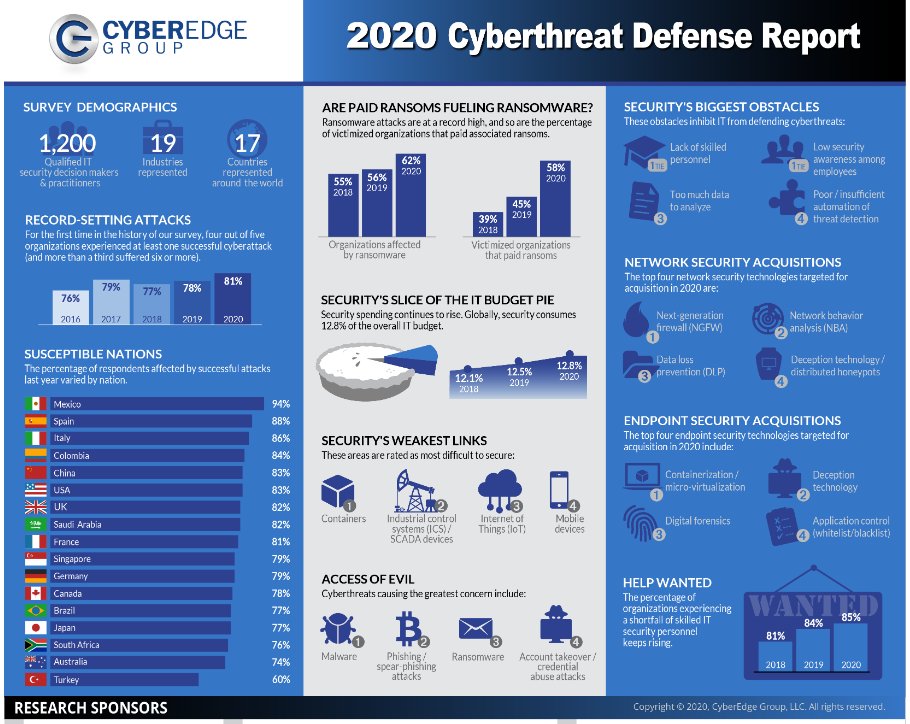 CYBEREDGE
GROUP
2020 Cyberthreat Defense Report
SURVEY DEMOGRAPHICS
1,200
Qualified IT
security decision makers
& practitioners
19
Industries
represented
17
Countries
represented
around the world
RECORD-SETTING ATTACKS
For the first time in the history of our survey, four out of five
organizations experienced at least one successful cyberattack
(and more than a third suffered six or more).
76%
2016
79%
2017
77%
2018
78%
2019
81%
2020
SUSCEPTIBLE NATIONS
The percentage of respondents affected by successful attacks
last year varied by nation.
Mexico 94%
Spain 88%
Italy 86%
Colombia 84%
China 83%
USA 83%
UK 82%
Saudi Arabia 82%
France 81%
Singapore 79%
Germany 79%
Canada 78%
Brazil 77%
Japan 77%
South Africa 76%
Australia 74%
Turkey 60%
ARE PAID RANSOMS FUELING RANSOMWARE?
Ransomware attacks are at a record high, and so are the percentage
of victimized organizations that paid associated ransoms.
55%
2018
56%
2019
62%
2020
Organizations affected
by ransomware
39%
2018
45%
2019
58%
2020
Victimized organizations
that paid ransoms
SECURITY'S SLICE OF THE IT BUDGET PIE
Security spending continues to rise. Globally, security consumes
12.8% of the overall IT budget.
12.1%
2018
12.5%
2019
12.8%
2020
SECURITY'S WEAKEST LINKS
These areas are rated as most difficult to secure:
1
Containers
2
Industrial control
systems (ICS) /
SCADA devices
3
Internet of
Things (IoT)
4
Mobile
devices
ACCESS OF EVIL
Cyberthreats causing the greatest concern include:
1
Malware
2
Phishing /
spear-phishing
attacks
3
Ransomware
4
Account takeover /
credential
abuse attacks
SECURITY'S BIGGEST OBSTACLES
These obstacles inhibit IT from defending cyberthreats:
1TIE
Lack of skilled
personnel
1TIE
Low security
awareness among
employees
3
Too much data
to analyze
4
Poor / insufficient
automation of
threat detection
NETWORK SECURITY ACQUISITIONS
The top four network security technologies targeted for
acquisition in 2020 are:
1
Next-generation
firewall (NGFW)
2
Network behavior
analysis (NBA)
3
Data loss
prevention (DLP)
4
Deception technology /
distributed honeypots
ENDPOINT SECURITY ACQUISITIONS
The top four endpoint security technologies targeted for
acquisition in 2020 include:
1
Containerization /
micro-virtualization
2
Deception
technology
3
Digital forensics
4
Application control
(whitelist/blacklist)
HELP WANTED
The percentage of
organizations experiencing
a shortfall of skilled IT
security personnel
keeps rising.
WANTED
81%
2018
84%
2019
85%
2020
RESEARCH SPONSORS
Copyright © 2020, CyberEdge Group, LLC. All rights reserved.